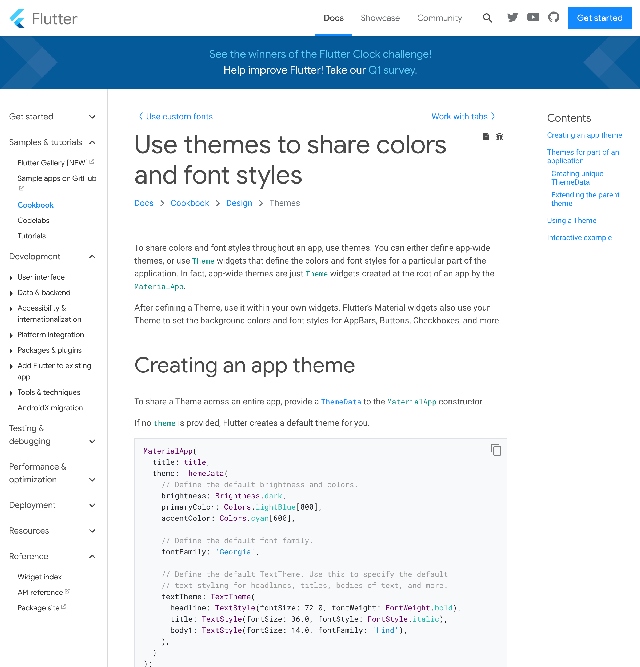 Flutter
Docs Showcase Community Get started
See the winners of the Flutter Clock challenge!
Help improve Flutter! Take our Q1 survey.
Get started
Samples & tutorials
Flutter Gallery [NEW
Sample apps on GitHub
Cookbook
Codelabs
Tutorials
Development
User interface
Data & backend
Accessibility &
internationalization
Platform integration
Packages & plugins
Add Flutter to existing
app
Tools & techniques
AndroidX migration
Testing &
debugging
Performance &
optimization
Deployment
Resources
Reference
Widget index
API reference
Package site
Use custom fonts Work with tabs
Use themes to share colors
and font styles
Docs Cookbook Design Themes
To share colors and font styles throughout an app, use themes. You can either define app-wide
themes, or use Theme widgets that define the colors and font styles for a particular part of the
application. In fact, app-wide themes are just Theme widgets created at the root of an app by the
MaterialApp.
After defining a Theme, use it within your own widgets. Flutter's Material widgets also use your
Theme to set the background colors and font styles for AppBars, Buttons, Checkboxes, and more.
Creating an app theme
To share a Theme across an entire app, provide a ThemeData to the MaterialApp constructor.
If no theme is provided, Flutter creates a default theme for you.
MaterialApp(
title: title,
theme: ThemeData(
// Define the default brightness and colors.
brightness: Brightness.dark,
primaryColor: Colors.lightBlue[800],
accentColor: Colors.cyan[600],
// Define the default font family.
fontFamily: 'Georgia',
// Define the default TextTheme. Use this to specify the default
// text styling for headlines, titles, bodies of text, and more.
textTheme: TextTheme(
headline: TextStyle(fontSize: 72.0, fontWeight: FontWeight.bold),
title: TextStyle(fontSize: 36.0, fontStyle: FontStyle.italic),
body1: TextStyle(fontSize: 14.0, fontFamily: 'Hind'),
),
)
);
Contents
Creating an app theme
Themes for part of an
application
Creating unique
ThemeData
Extending the parent
theme
Using a Theme
Interactive example